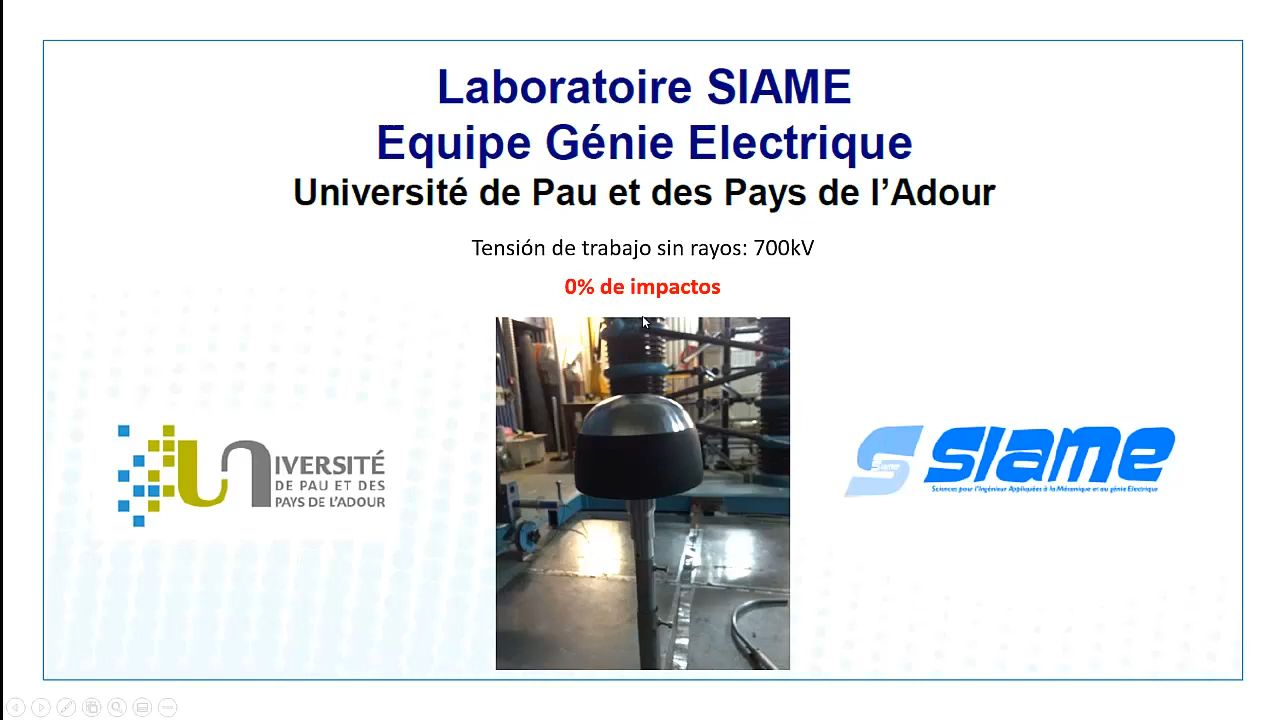 Laboratoire SIAME
Equipe Génie Electrique
Université de Pau et des Pays de l’Adour
Tensión de trabajo sin rayos: 700kV
0% de impactos
UNIVERSITÉ
DE PAU ET DES
PAYS DE L'ADOUR
Siame
SIAME
Sciences pour l'Ingénieur Appliquées à la Mécanique et au génie Electrique